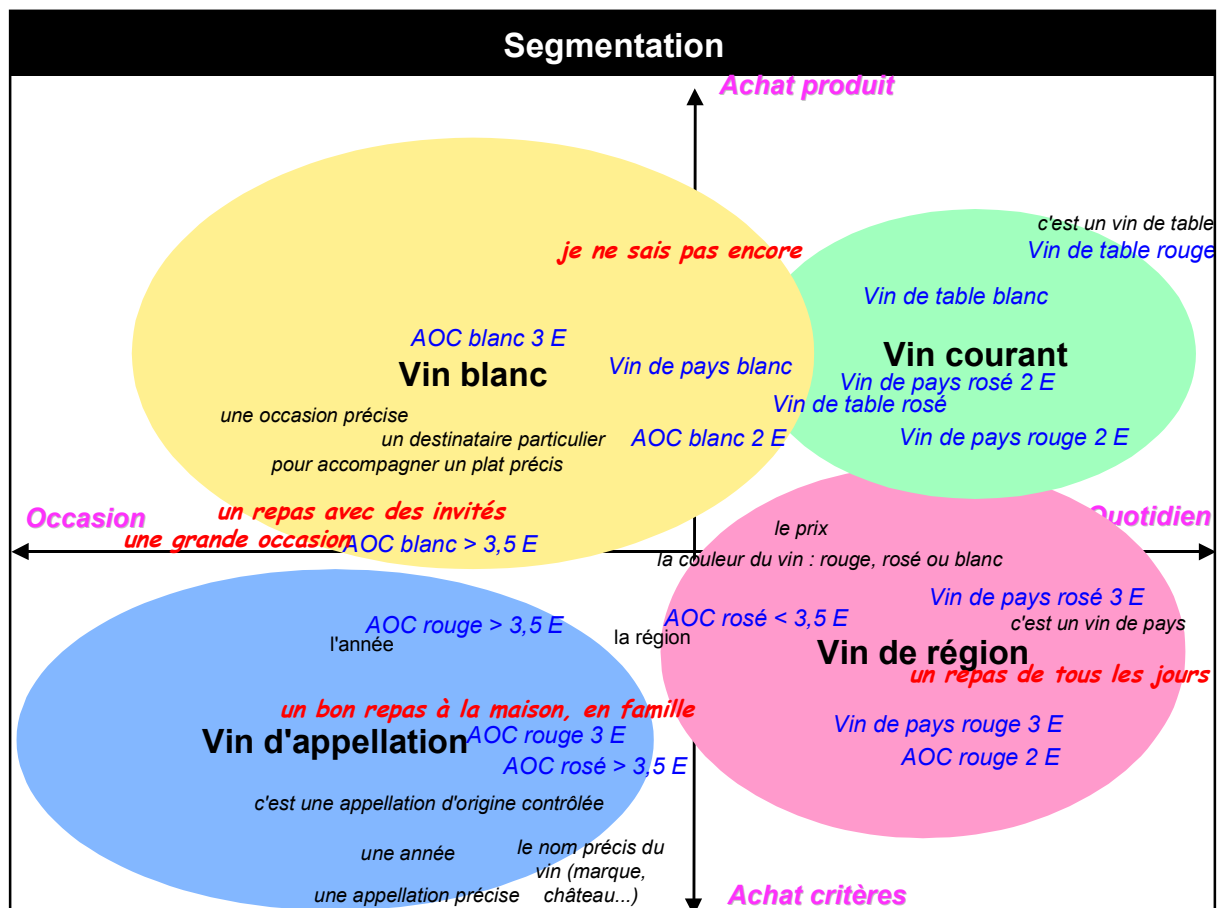 Segmentation
Achat produit
c'est un vin de table
Vin de table rouge
je ne sais pas encore
Vin de table blanc
AOC blanc 3 E
Vin blanc
Vin de pays blanc
Vin courant
Vin de pays rosé 2 E
Vin de table rosé
une occasion précise
un destinataire particulier
AOC blanc 2 E
Vin de pays rouge 2 E
pour accompagner un plat précis
Occasion
un repas avec des invités
Quotidien
le prix
une grande occasion
AOC blanc > 3,5 E
la couleur du vin : rouge, rosé ou blanc
Vin de pays rosé 3 E
AOC rouge > 3,5 E
AOC rosé < 3,5 E
c'est un vin de pays
l'année
la région
Vin de région
un repas de tous les jours
un bon repas à la maison, en famille
Vin de pays rouge 3 E
Vin d'appellation
AOC rouge 3 E
AOC rouge 2 E
AOC rosé > 3,5 E
c'est une appellation d'origine contrôlée
une année
le nom précis du
vin (marque,
château...)
une appellation précise
Achat critères